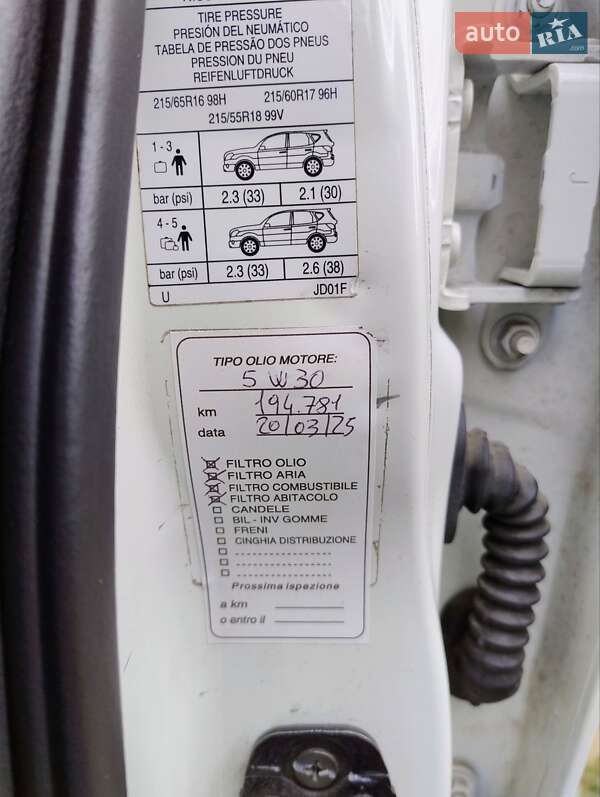 auto RIA .com
TIRE PRESSURE
PRESIÓN DEL NEUMÁTICO
TABELA DE PRESSÃO DOS PNEUS
PRESSION DU PNEU
REIFENLUFTDRUCK
215/65R16 98H 215/60R17 96H
215/55R18 99V
1 - 3
bar (psi) 2.3 (33) 2.1 (30)
4 - 5
bar (psi) 2.3 (33) 2.6 (38)
U JD01F
TIPO OLIO MOTORE:
5W30
km 194.781
data 20/03/25
FILTRO OLIO
FILTRO ARIA
FILTRO COMBUSTIBILE
FILTRO ABITACOLO
CANDELE
BIL - INV GOMME
FRENI
CINGHIA DISTRIBUZIONE
Prossima ispezione
a km
o entro il